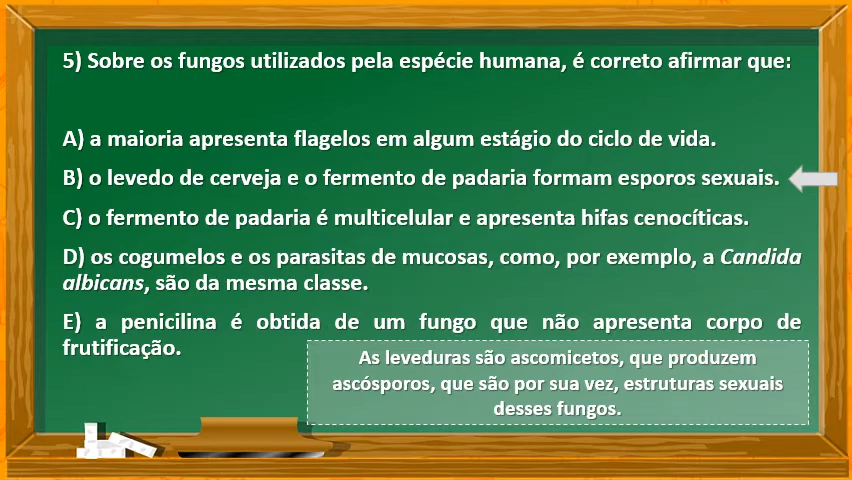 5) Sobre os fungos utilizados pela espécie humana, é correto afirmar que:
A) a maioria apresenta flagelos em algum estágio do ciclo de vida.
B) o levedo de cerveja e o fermento de padaria formam esporos sexuais.
C) o fermento de padaria é multicelular e apresenta hifas cenocíticas.
D) os cogumelos e os parasitas de mucosas, como, por exemplo, a Candida
albicans, são da mesma classe.
E) a penicilina é obtida de um fungo que não apresenta corpo de
frutificação.
As leveduras são ascomicetos, que produzem
ascósporos, que são por sua vez, estruturas sexuais
desses fungos.